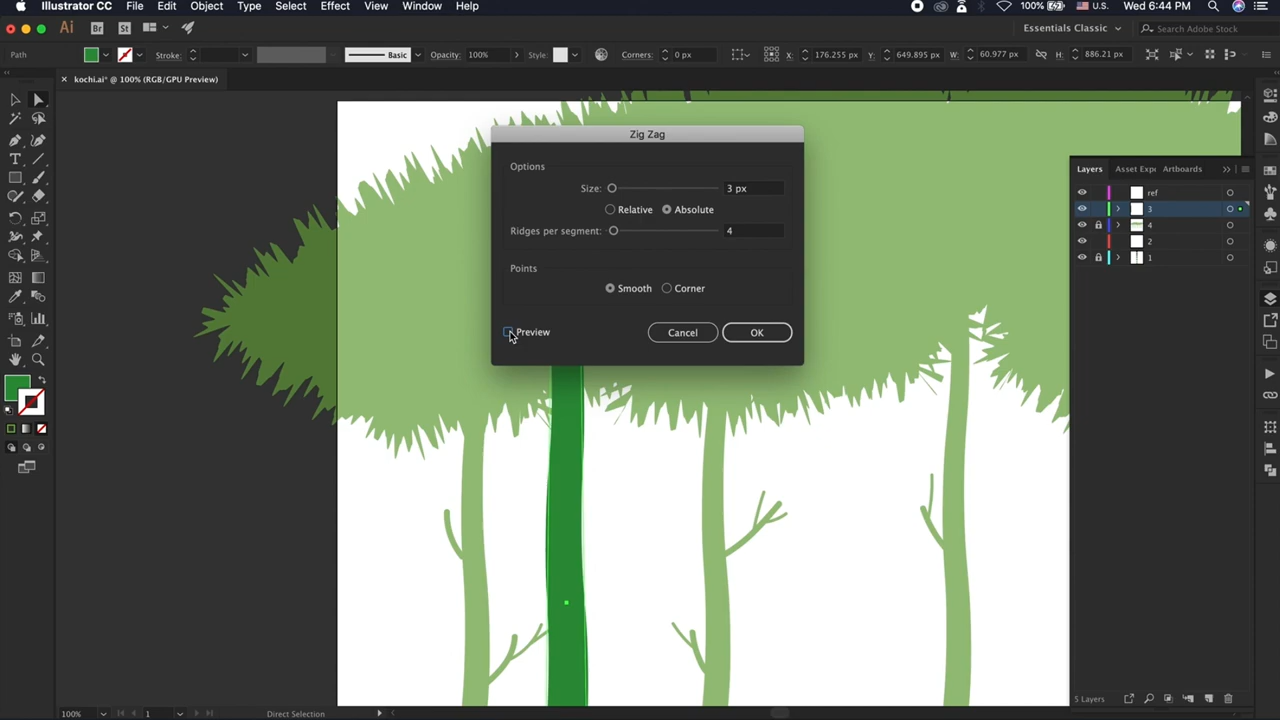 Illustrator CC File Edit Object Type Select Effect View Window Help 100% U.S. Wed 6:44 PM
Ai Br St Essentials Classic Search Adobe Stock
Path Stroke: Basic Opacity: 100% Style: Corners: 0 px X: 176.255 px Y: 649.895 px W: 60.977 px H: 886.21 px
× kochi.ai* @ 100% (RGB/GPU Preview)
Zig Zag
Options
Size: 3 px
Relative Absolute
Ridges per segment: 4
Points
Smooth Corner
Preview Cancel OK
Layers Asset Exp Artboards
ref
3
4
2
1
5 Layers
100% 1 Direct Selection